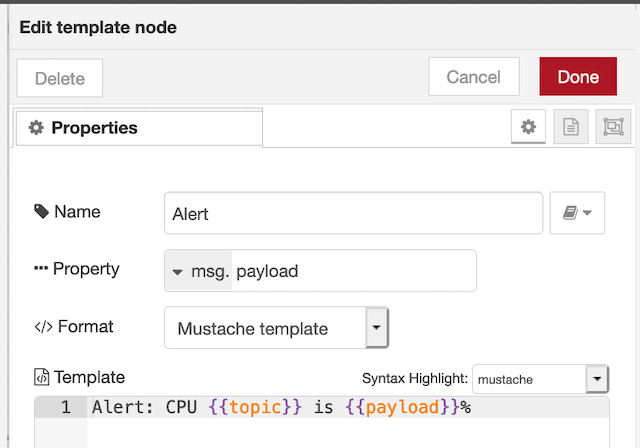 Edit template node
Delete
Cancel
Done
Properties
Name
Alert
Property
msg. payload
</> Format
Mustache template
Template
Syntax Highlight:
mustache
1
Alert: CPU {{topic}} is {{payload}}%